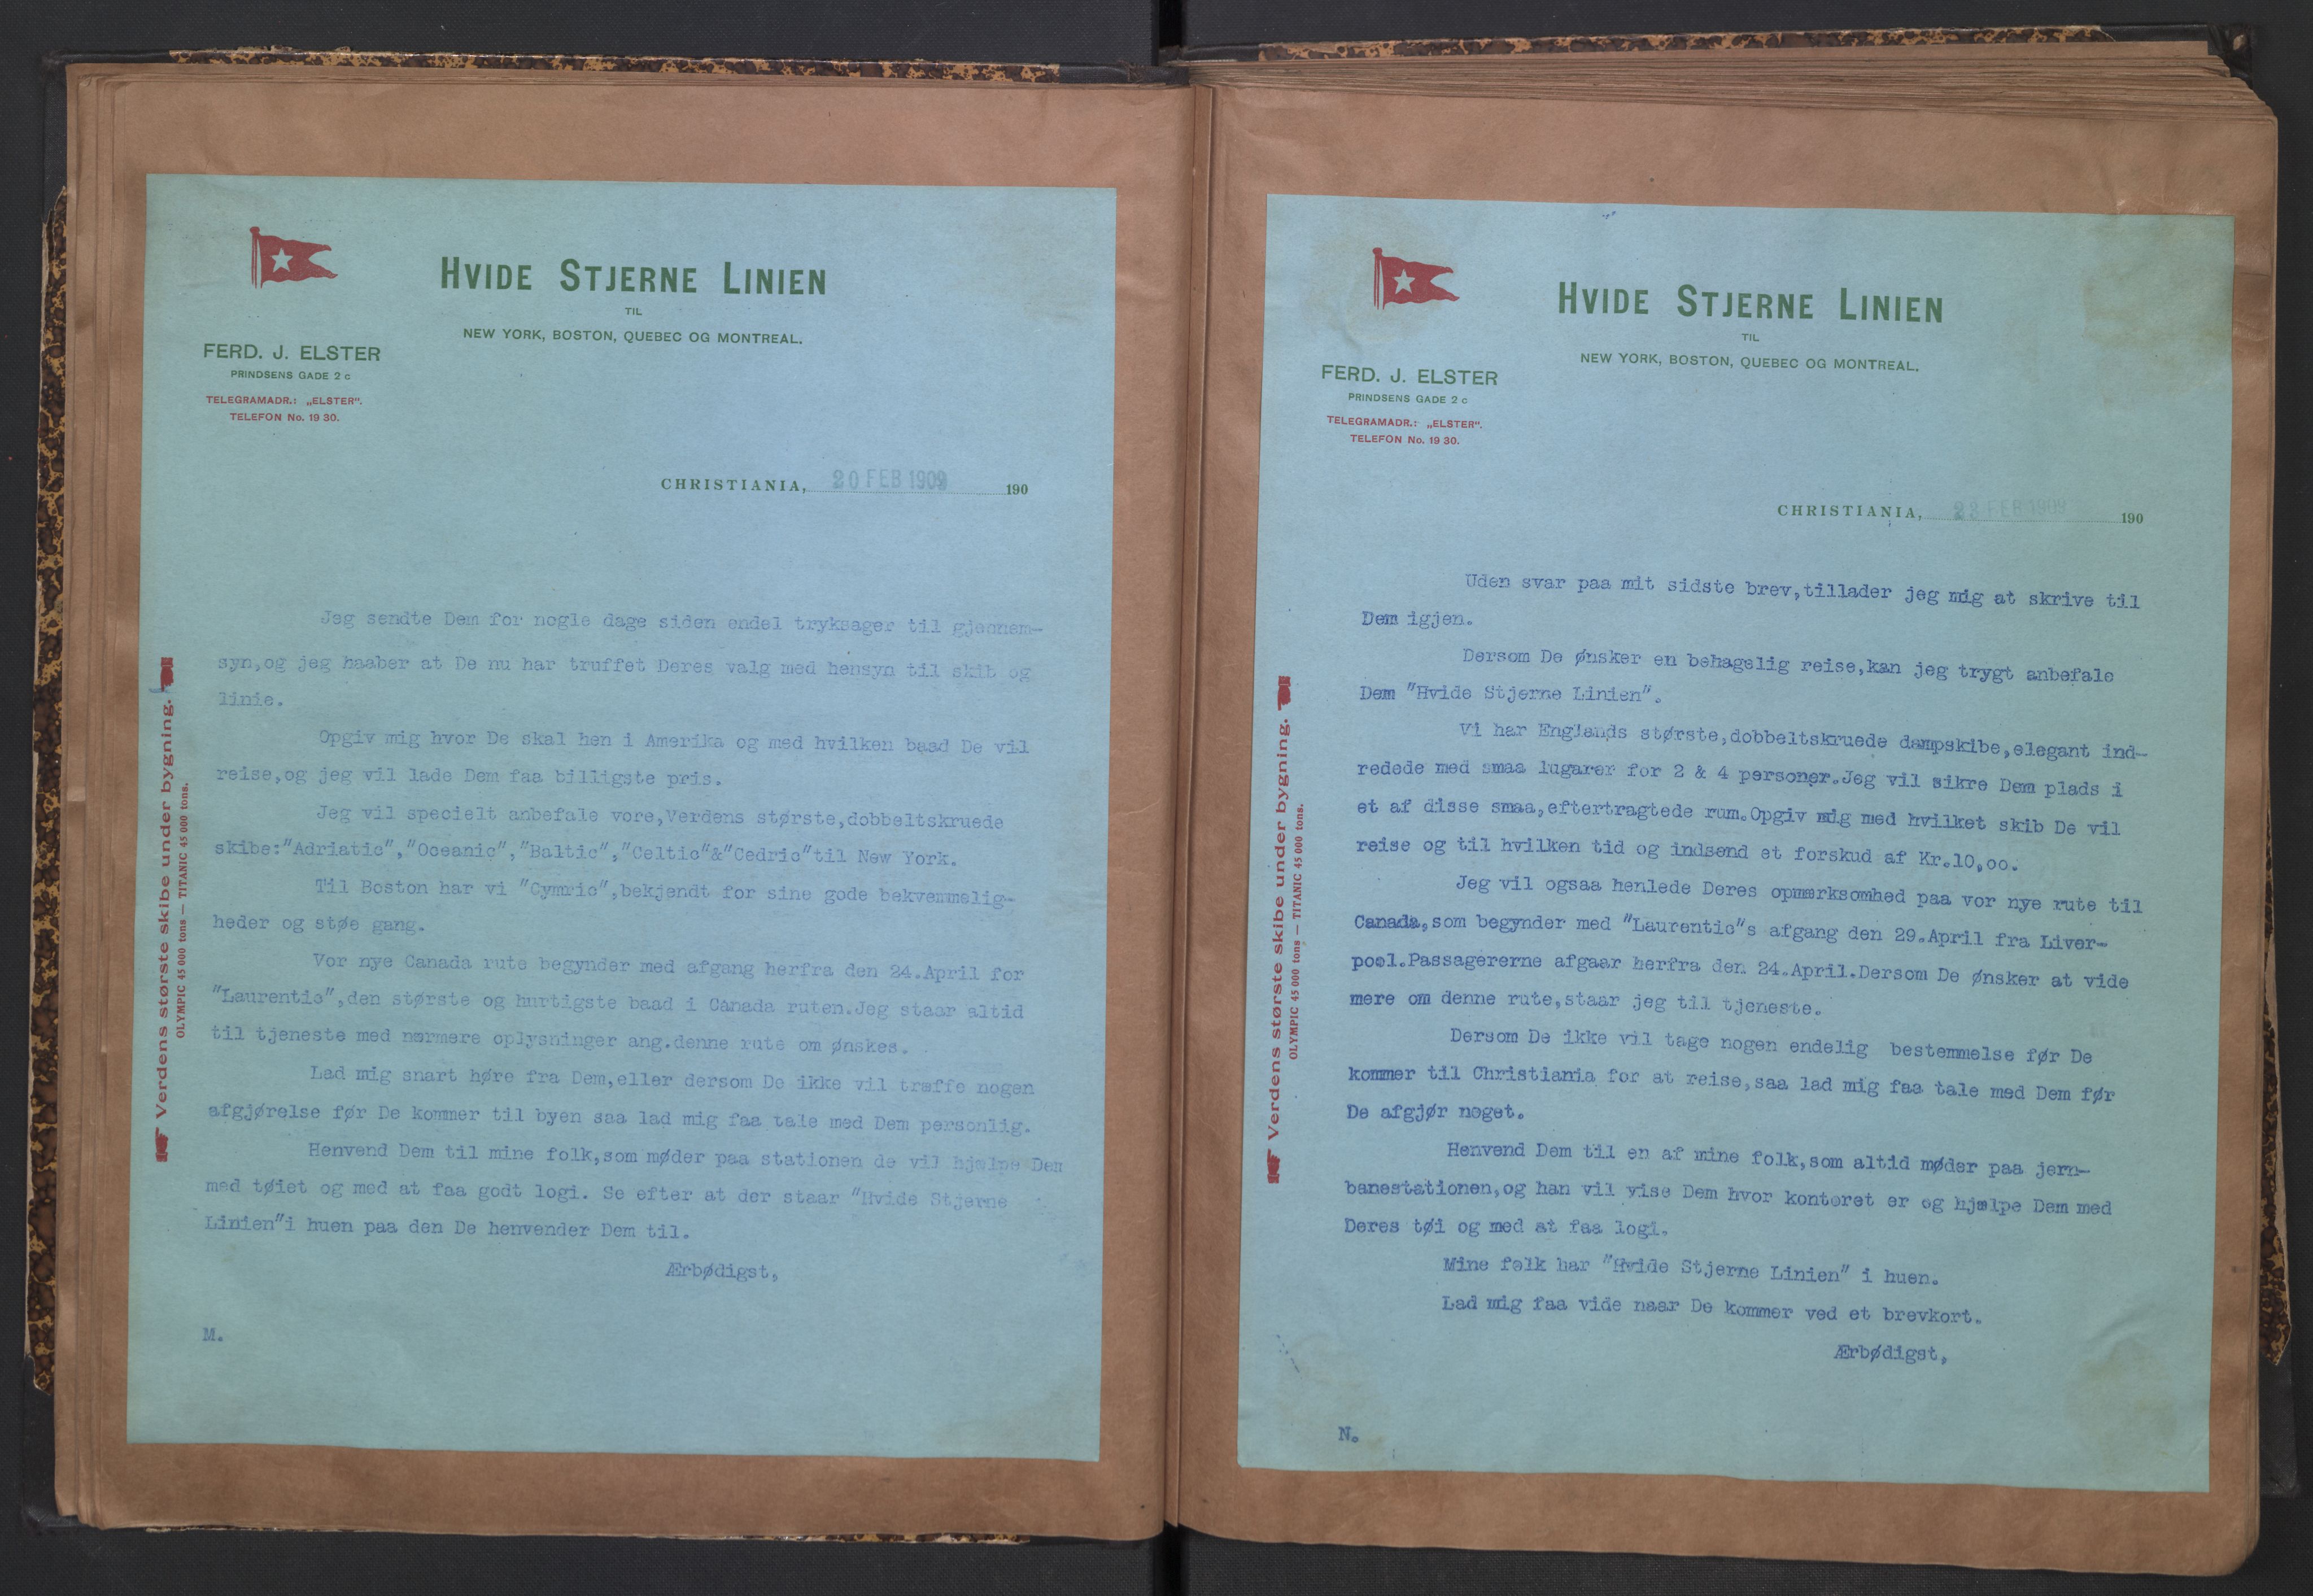 HVIDE STJERNE LINIEN
TIL
NEW YORK, BOSTON, QUEBEC OG MONTREAL.
FERD. J. ELSTER
PRINDSENS GADE 2 c
TELEGRAMADR.: „ELSTER".
TELEFON No. 19 30.
CHRISTIANIA, 20 FEB 1909 190
Jeg sendte Dem for nogle dage siden endel tryksager til gjennem-
syn,og jeg haaber at De nu har truffet Deres valg med hensyn til skib og
linie.
Opgiv mig hvor De skal hen i Amerika og med hvilken baad De vil
reise,og jeg vil lade Dem faa billigste pris.
Jeg vil specielt anbefale vore,Verdens største,dobbeltskruede
skibe:"Adriatic","Oceanic","Baltic","Celtic"&"Cedric"til New York.
Til Boston har vi "Cymric",bekjendt for sine gode bekvemmelig-
heder og støe gang.
Vor nye Canada rute begynder med afgang herfra den 24.April for
"Laurentic",den største og hurtigste baad i Canada ruten.Jeg staar altid
til tjeneste med nærmere oplysninger ang.denne rute om ønskes.
Lad mig snart høre fra Dem,eller dersom De ikke vil træffe nogen
afgjørelse før De kommer til byen saa lad mig faa tale med Dem personlig.
Henvend Dem til mine folk,som møder paa stationen de vil hjælpe Dem
med tøiet og med at faa godt logi. Se efter at der staar "Hvide Stjerne
Linien"i huen paa den De henvender Dem til.
Ærbødigst,
M.
Verdens største skibe under bygning.
OLYMPIC 45 000 tons — TITANIC 45 000 tons.
HVIDE STJERNE LINIEN
TIL
NEW YORK, BOSTON, QUEBEC OG MONTREAL.
FERD. J. ELSTER
PRINDSENS GADE 2 c
TELEGRAMADR.: „ELSTER".
TELEFON No. 19 30.
CHRISTIANIA, 23 FEB 1909 190
Uden svar paa mit sidste brev,tillader jeg mig at skrive til
Dem igjen.
Dersom De ønsker en behagelig reise,kan jeg trygt anbefale
Dem "Hvide Stjerne Linien".
Vi har Englands største,dobbeltskruede dampskibe,elegant ind-
redede med smaa lugarer for 2 & 4 personer.Jeg vil sikre Dem plads i
et af disse smaa,eftertragtede rum.Opgiv mig med hvilket skib De vil
reise og til hvilken tid og indsend et forskud af Kr.10,oo.
Jeg vil ogsaa henlede Deres opmærksomhed paa vor nye rute til
Canada,som begynder med "Laurentic"s afgang den 29.April fra Liver-
pool.Passagererne afgaar herfra den 24.April.Dersom De ønsker at vide
mere om denne rute,staar jeg til tjeneste.
Dersom De ikke vil tage nogen endelig bestemmelse før De
kommer til Christiania for at reise,saa lad mig faa tale med Dem før
De afgjør noget.
Henvend Dem til en af mine folk,som altid møder paa jern-
banestationen,og han vil vise Dem hvor kontoret er og hjælpe Dem med
Deres tøi og med at faa logi.
Mine folk har "Hvide Stjerne Linien" i huen.
Lad mig faa vide naar De kommer ved et brevkort.
Ærbødigst,
N.
Verdens største skibe under bygning.
OLYMPIC 45 000 tons — TITANIC 45 000 tons.